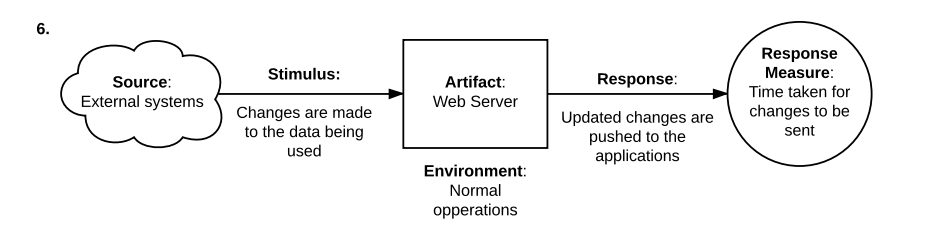 6.
Source:
External systems
Stimulus:
Changes are made
to the data being
used
Artifact:
Web Server
Environment:
Normal
opperations
Response:
Updated changes are
pushed to the
applications
Response
Measure:
Time taken for
changes to be
sent